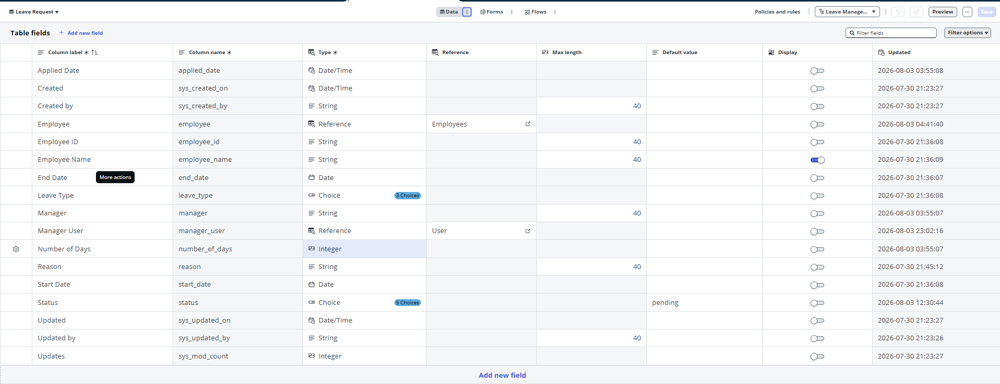 Leave Request
Data
Forms
Flows
Policies and rules
Leave Manage...
Preview
Save
Table fields
+ Add new field
Filter fields
Filter options
Column label * Column name * Type * Reference Max length Default value Display Updated
Applied Date applied_date Date/Time 2026-08-03 03:55:08
Created sys_created_on Date/Time 2026-07-30 21:23:27
Created by sys_created_by String 40 2026-07-30 21:23:27
Employee employee Reference Employees 2026-08-03 04:41:40
Employee ID employee_id String 40 2026-07-30 21:36:08
Employee Name employee_name String 40 2026-07-30 21:36:09
End Date More actions end_date Date 2026-07-30 21:36:07
Leave Type leave_type Choice 3 Choices 2026-07-30 21:36:08
Manager manager String 40 2026-08-03 03:55:07
Manager User manager_user Reference User 2026-08-03 23:02:16
Number of Days number_of_days Integer 2026-08-03 03:55:07
Reason reason String 40 2026-07-30 21:45:12
Start Date start_date Date 2026-07-30 21:36:08
Status status Choice 5 Choices pending 2026-08-03 12:30:44
Updated sys_updated_on Date/Time 2026-07-30 21:23:27
Updated by sys_updated_by String 40 2026-07-30 21:23:26
Updates sys_mod_count Integer 2026-07-30 21:23:27
Add new field